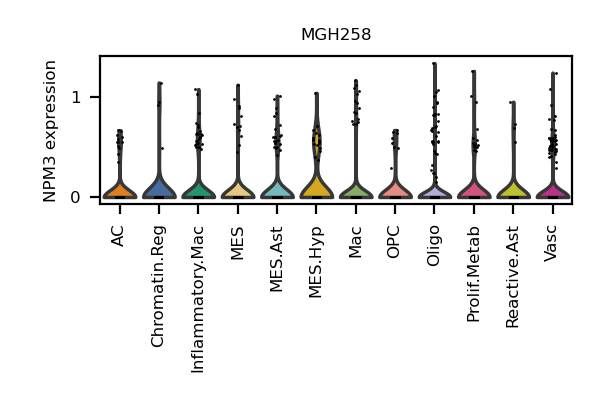 MGH258
NPM3 expression
1
0
AC
Chromatin.Reg
Inflammatory.Mac
MES
MES.Ast
MES.Hyp
Mac
OPC
Oligo
Prolif.Metab
Reactive.Ast
Vasc